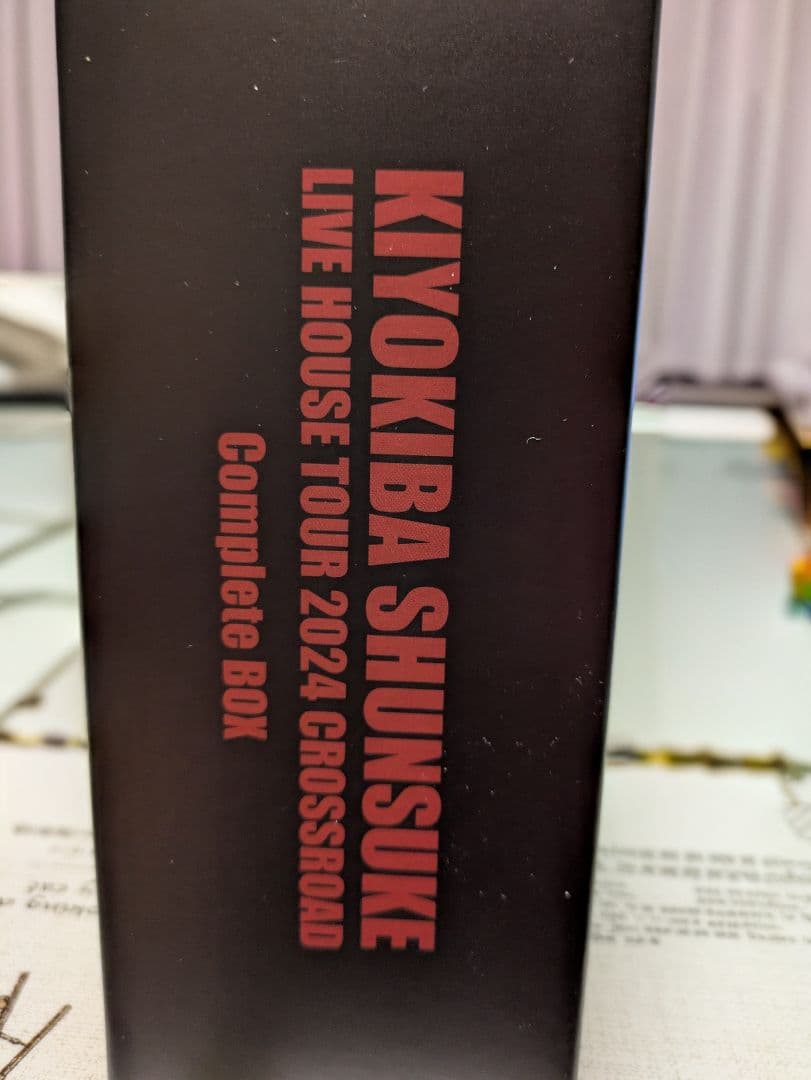 KIYOKIBA SHUNSUKE
LIVE HOUSE TOUR 2024 CROSSROAD
Complete BOX